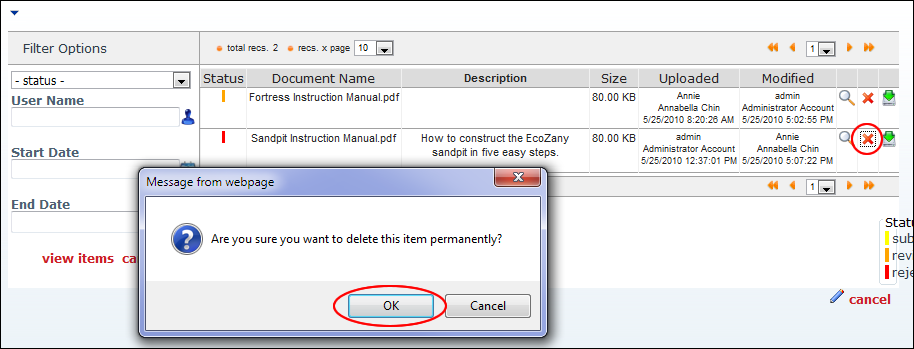 Filter Options
total recs. 2 recs. x page 10 1
- status -
User Name
Start Date
End Date
view items ca
Status Document Name Description Size Uploaded Modified
Fortress Instruction Manual.pdf 80.00 KB Annie admin
Annabella Chin Administrator Account
5/25/2010 8:20:26 AM 5/25/2010 5:02:55 PM
Sandpit Instruction Manual.pdf How to construct the EcoZany 80.00 KB admin Annie
sandpit in five easy steps. Administrator Account Annabella Chin
5/25/2010 12:37:01 PM 5/25/2010 5:07:22 PM
1
Message from webpage
Are you sure you want to delete this item permanently?
OK Cancel
Statu
sub
revi
reje
cancel